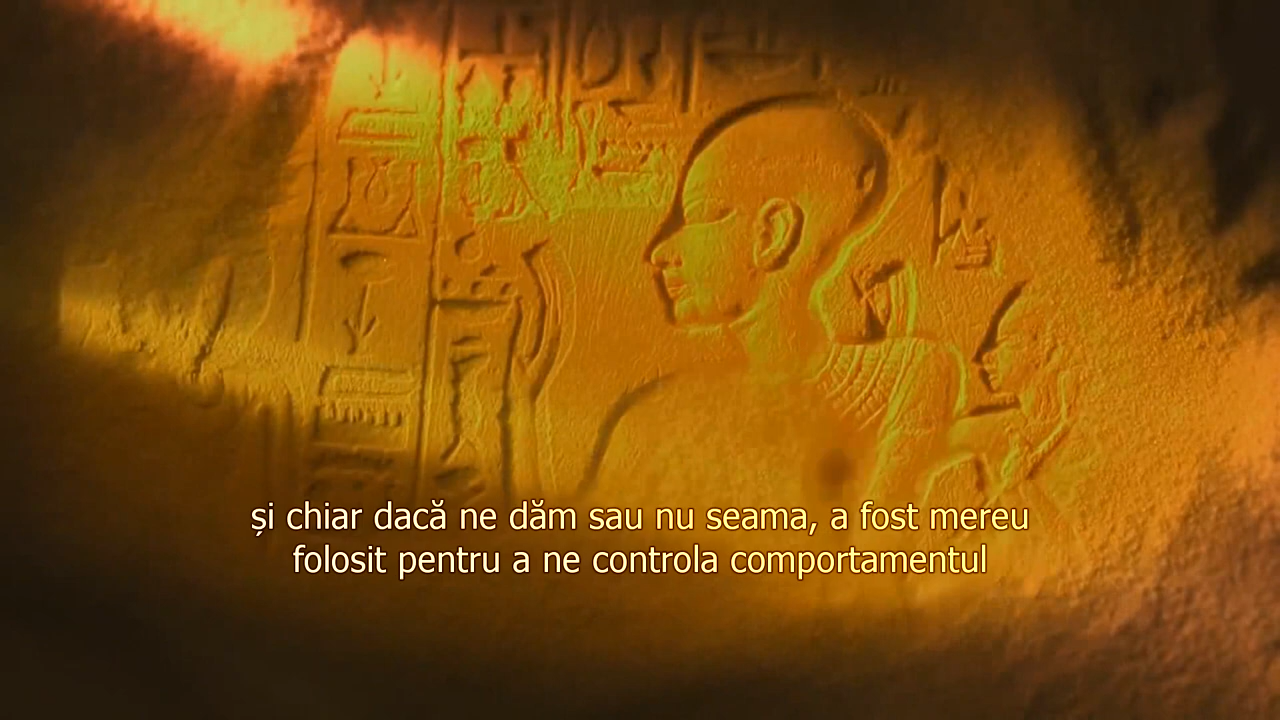 și chiar dacă ne dăm sau nu seama, a fost mereu
folosit pentru a ne controla comportamentul